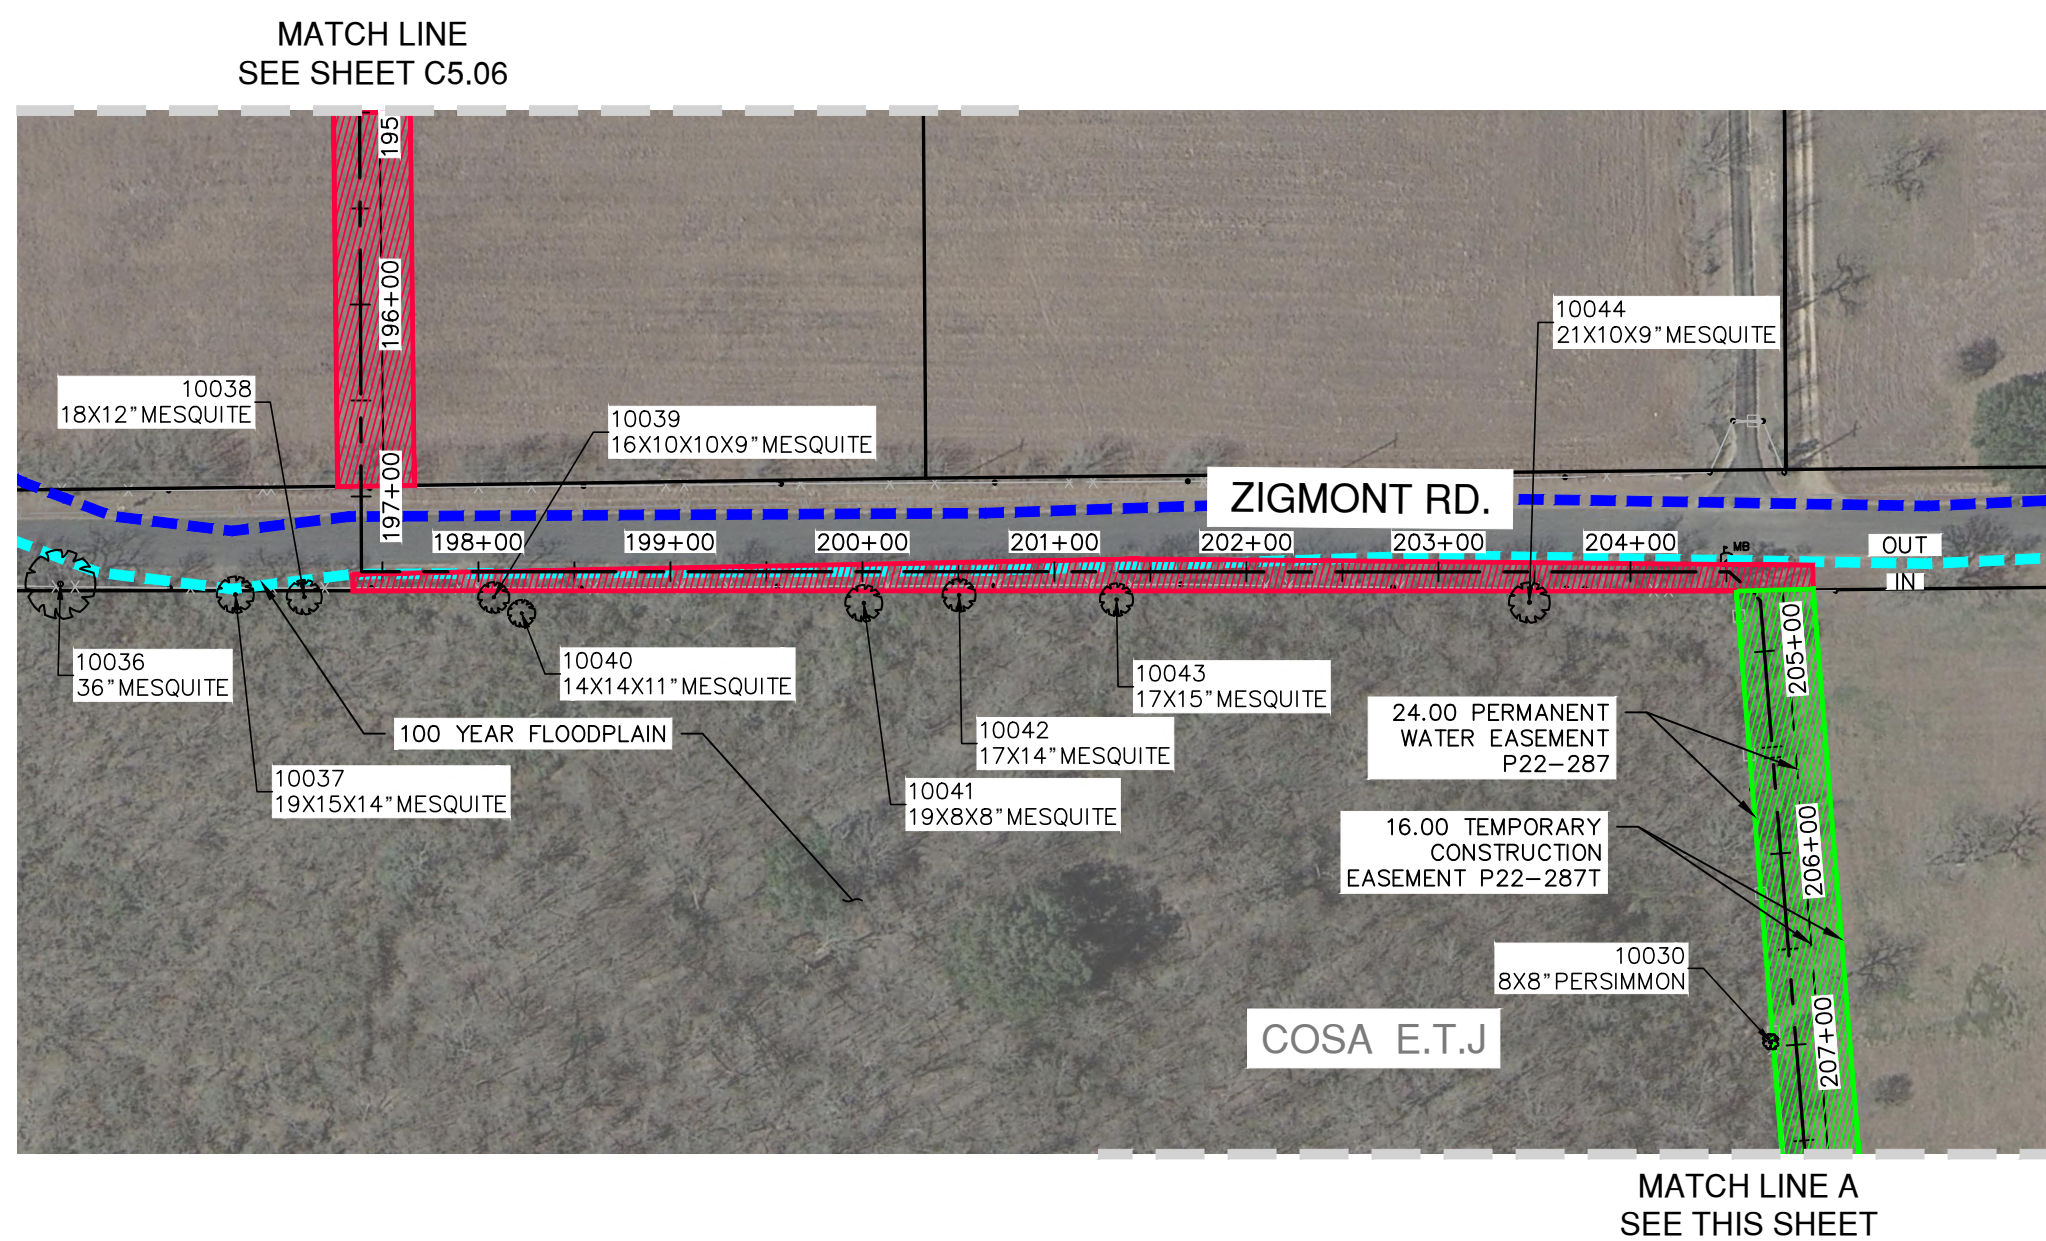 MATCH LINE
SEE SHEET C5.06
195
196+00
197+00
10044
21X10X9"MESQUITE
10038
18X12"MESQUITE
10039
16X10X10X9"MESQUITE
ZIGMONT RD.
198+00
199+00
200+00
201+00
202+00
203+00
204+00
MB
OUT
IN
205+00
10036
36"MESQUITE
10040
14X14X11"MESQUITE
10043
17X15"MESQUITE
24.00 PERMANENT
WATER EASEMENT
P22-287
100 YEAR FLOODPLAIN
10042
17X14"MESQUITE
10037
19X15X14"MESQUITE
10041
19X8X8"MESQUITE
16.00 TEMPORARY
CONSTRUCTION
EASEMENT P22-287T
206+00
10030
8X8"PERSIMMON
COSA E.T.J
207+00
MATCH LINE A
SEE THIS SHEET